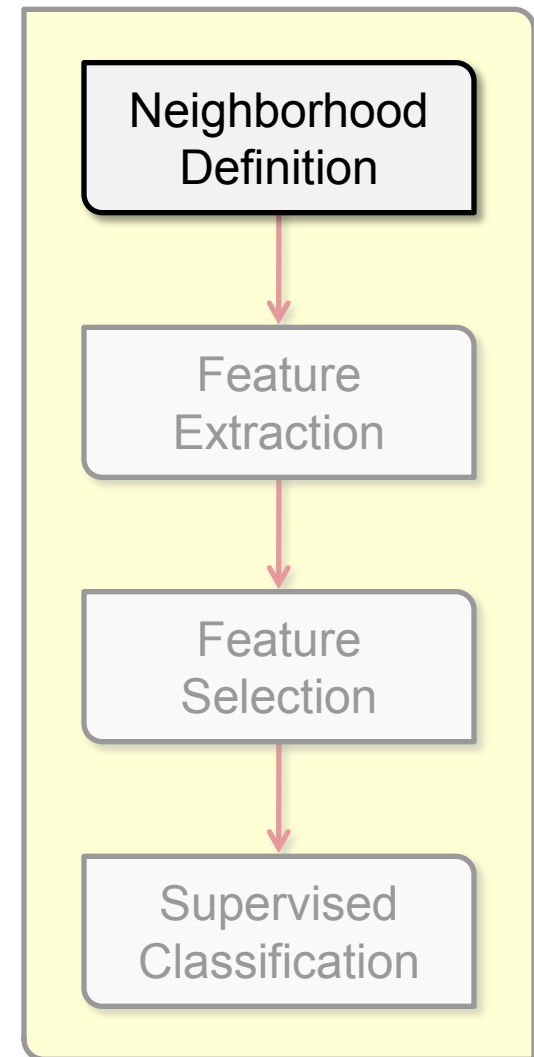 Neighborhood
Definition
Feature
Extraction
Feature
Selection
Supervised
Classification